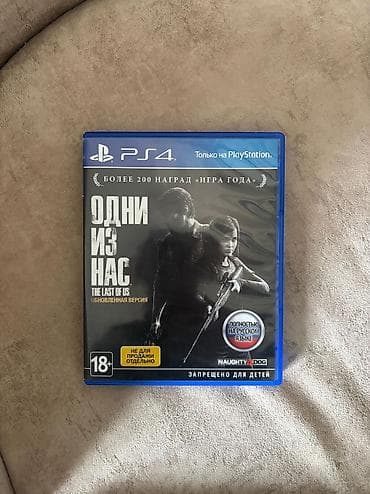 PS4
Только на PlayStation.
БОЛЕЕ 200 НАГРАД «ИГРА ГОДА»
ОДНИ
ИЗ
НАС
THE LAST OF US
ОБНОВЛЕННАЯ ВЕРСИЯ
ПОЛНОСТЬЮ
НА РУССКОМ
ЯЗЫКЕ
НЕ ДЛЯ
ПРОДАЖИ
ОТДЕЛЬНО
18+
NAUGHTY DOG
ЗАПРЕЩЕНО ДЛЯ ДЕТЕЙ